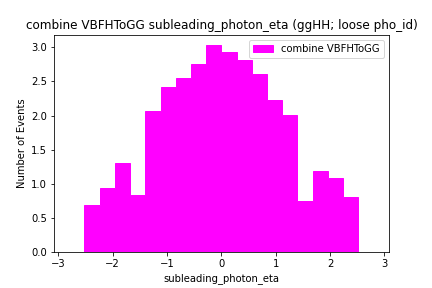 combine VBFHToGG subleading_photon_eta (ggHH; loose pho_id)
combine VBFHToGG
Number of Events
3.0
2.5
2.0
1.5
1.0
0.5
0.0
−3 −2 −1 0 1 2 3
subleading_photon_eta